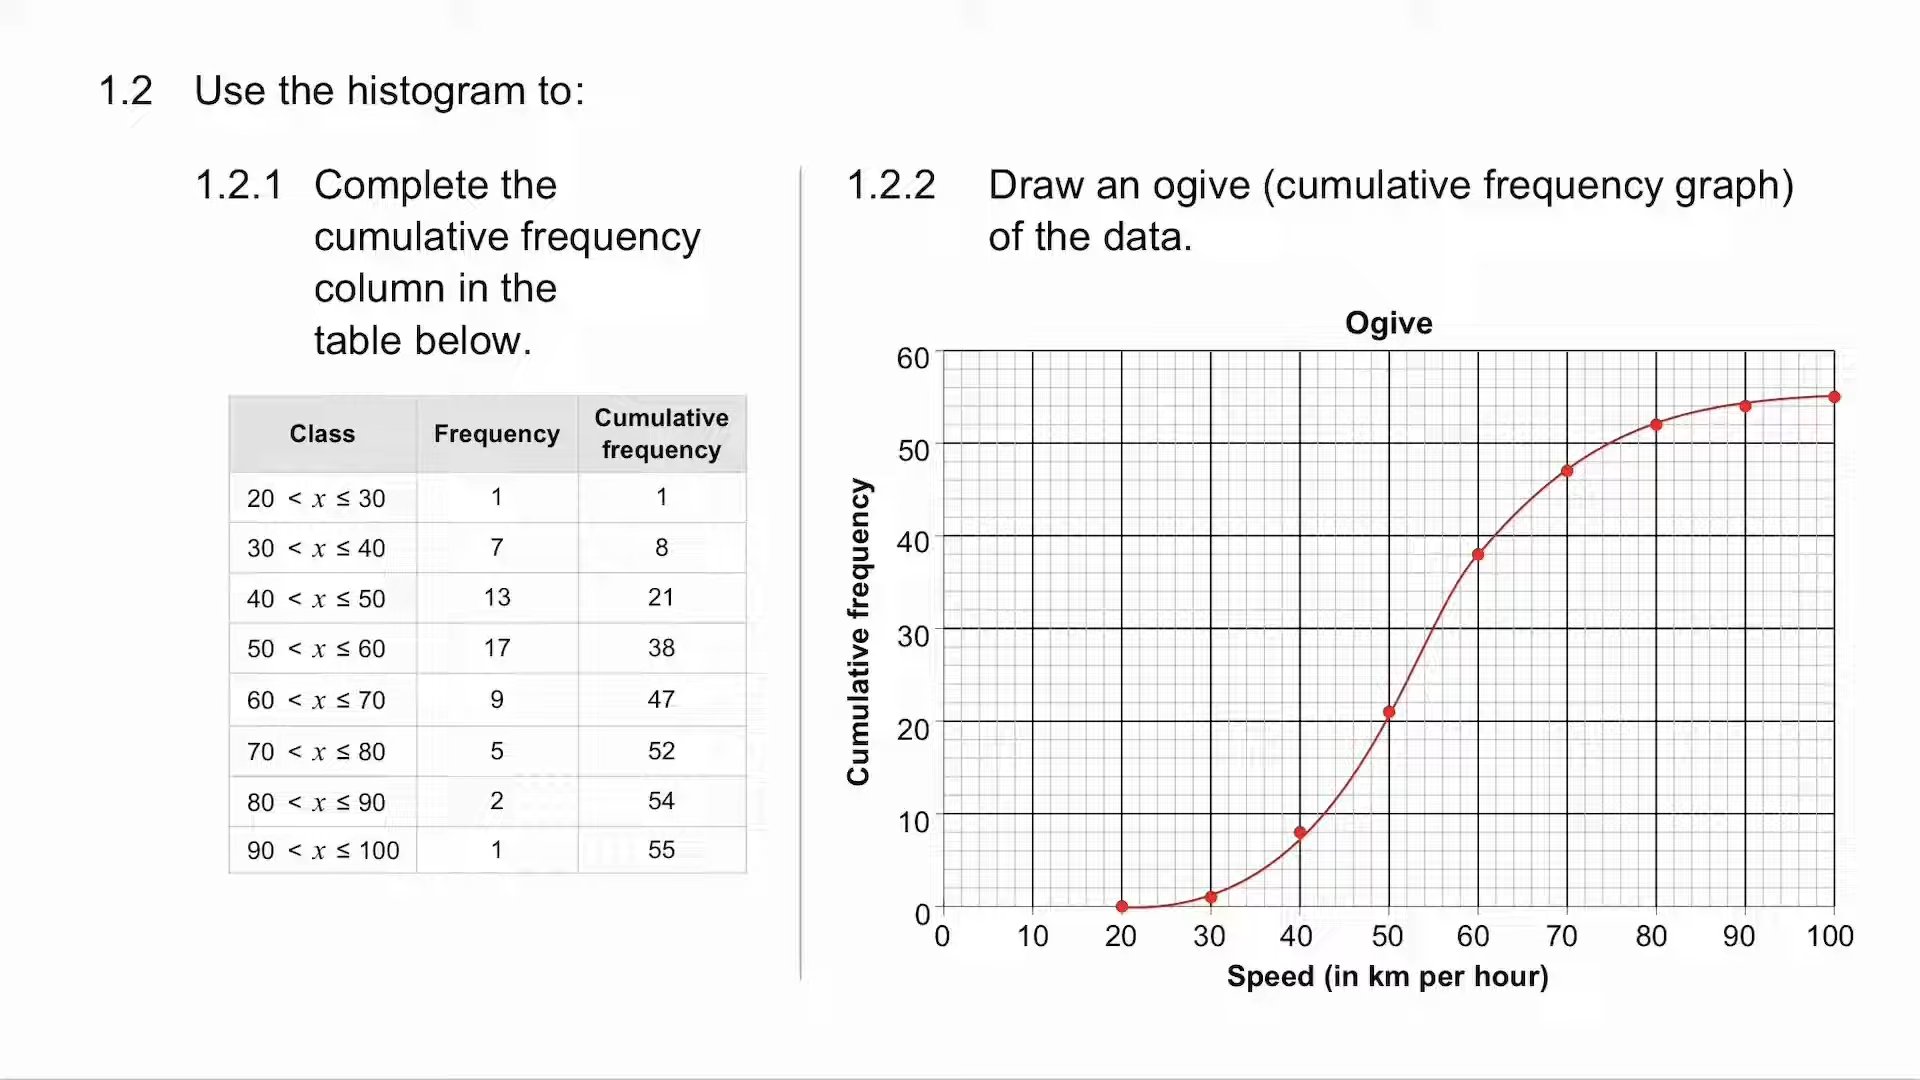 1.2 Use the histogram to:
1.2.1 Complete the
cumulative frequency
column in the
table below.
Class Frequency Cumulative frequency
20 < x ≤ 30 1 1
30 < x ≤ 40 7 8
40 < x ≤ 50 13 21
50 < x ≤ 60 17 38
60 < x ≤ 70 9 47
70 < x ≤ 80 5 52
80 < x ≤ 90 2 54
90 < x ≤ 100 1 55
1.2.2 Draw an ogive (cumulative frequency graph)
of the data.
Ogive
Cumulative frequency
60
50
40
30
20
10
0
0 10 20 30 40 50 60 70 80 90 100
Speed (in km per hour)